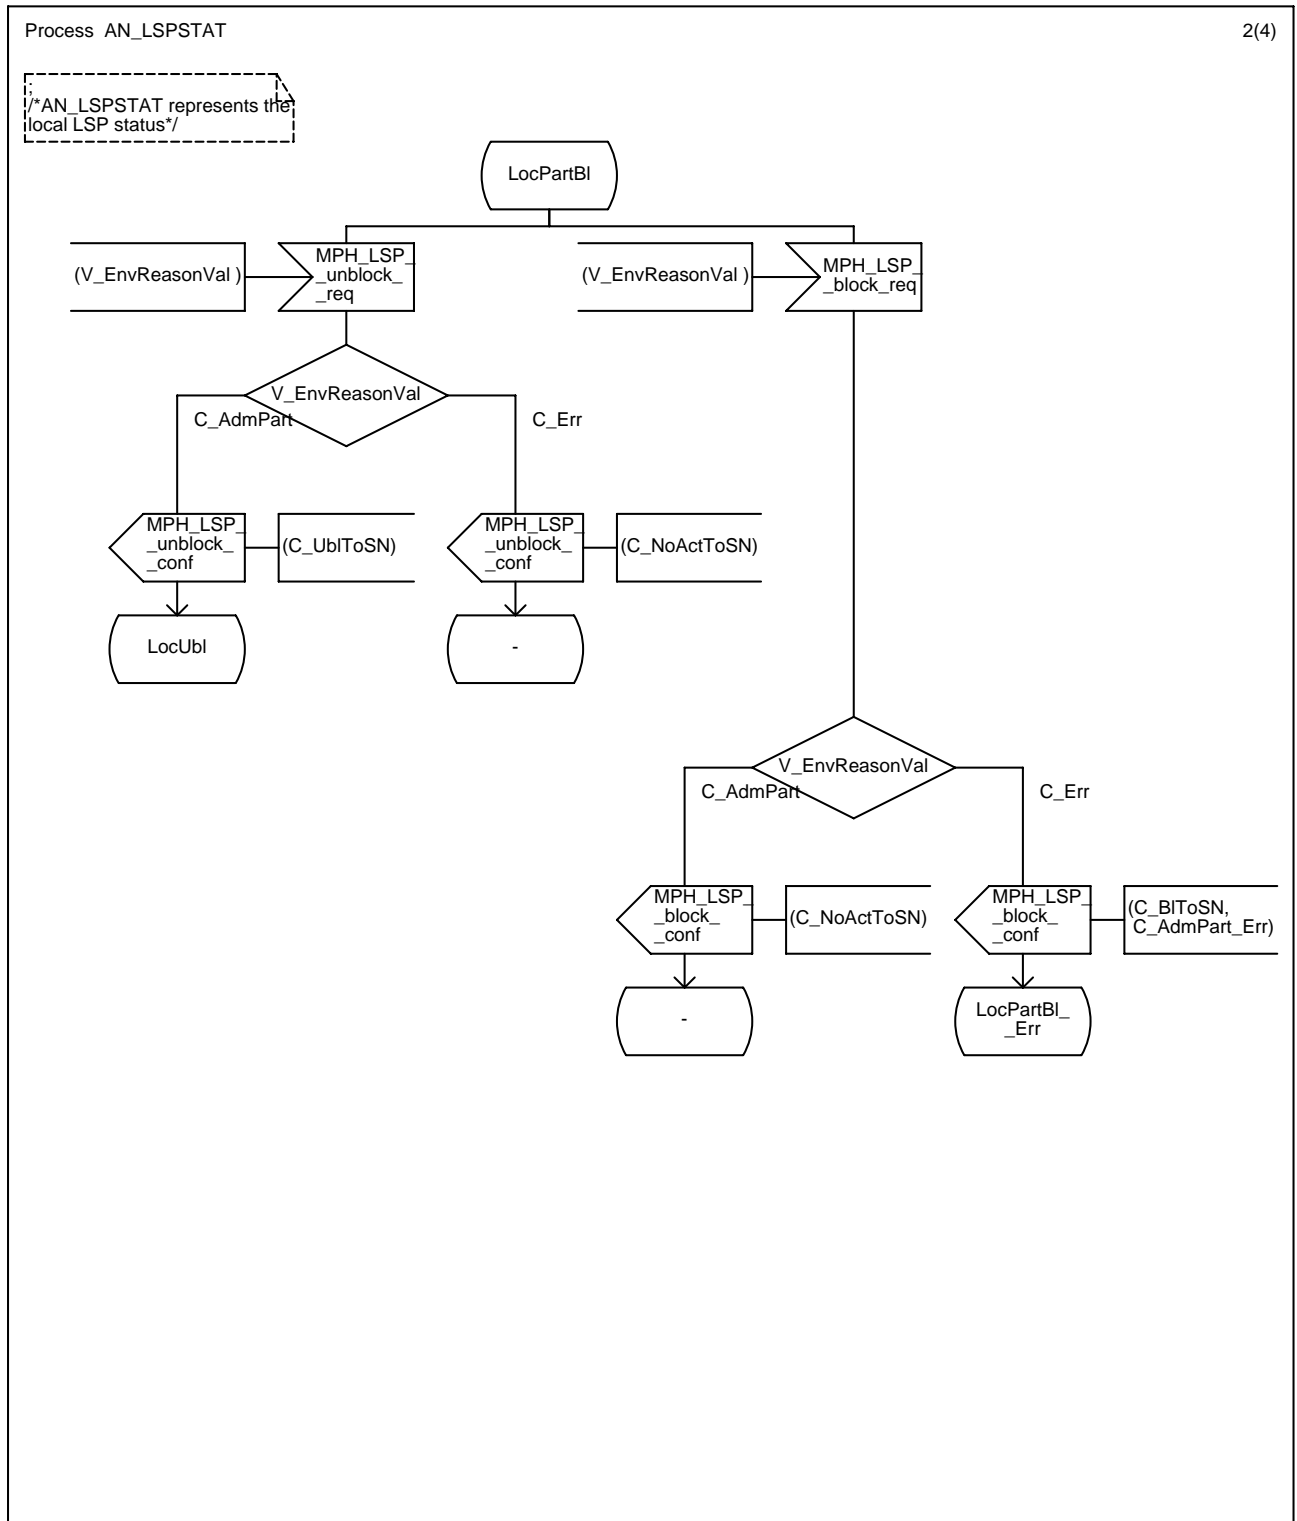 Process AN_LSPSTAT
2(4)
;
/*AN_LSPSTAT represents the
local LSP status*/
LocPartBl
(V_EnvReasonVal )
MPH_LSP_
_unblock_
_req
(V_EnvReasonVal )
MPH_LSP_
_block_req
V_EnvReasonVal
C_AdmPart
C_Err
MPH_LSP_
_unblock_
_conf
(C_UblToSN)
MPH_LSP_
_unblock_
_conf
(C_NoActToSN)
LocUbl
-
V_EnvReasonVal
C_AdmPart
C_Err
MPH_LSP_
_block_
_conf
(C_NoActToSN)
MPH_LSP_
_block_
_conf
(C_BlToSN,
C_AdmPart_Err)
-
LocPartBl_
_Err